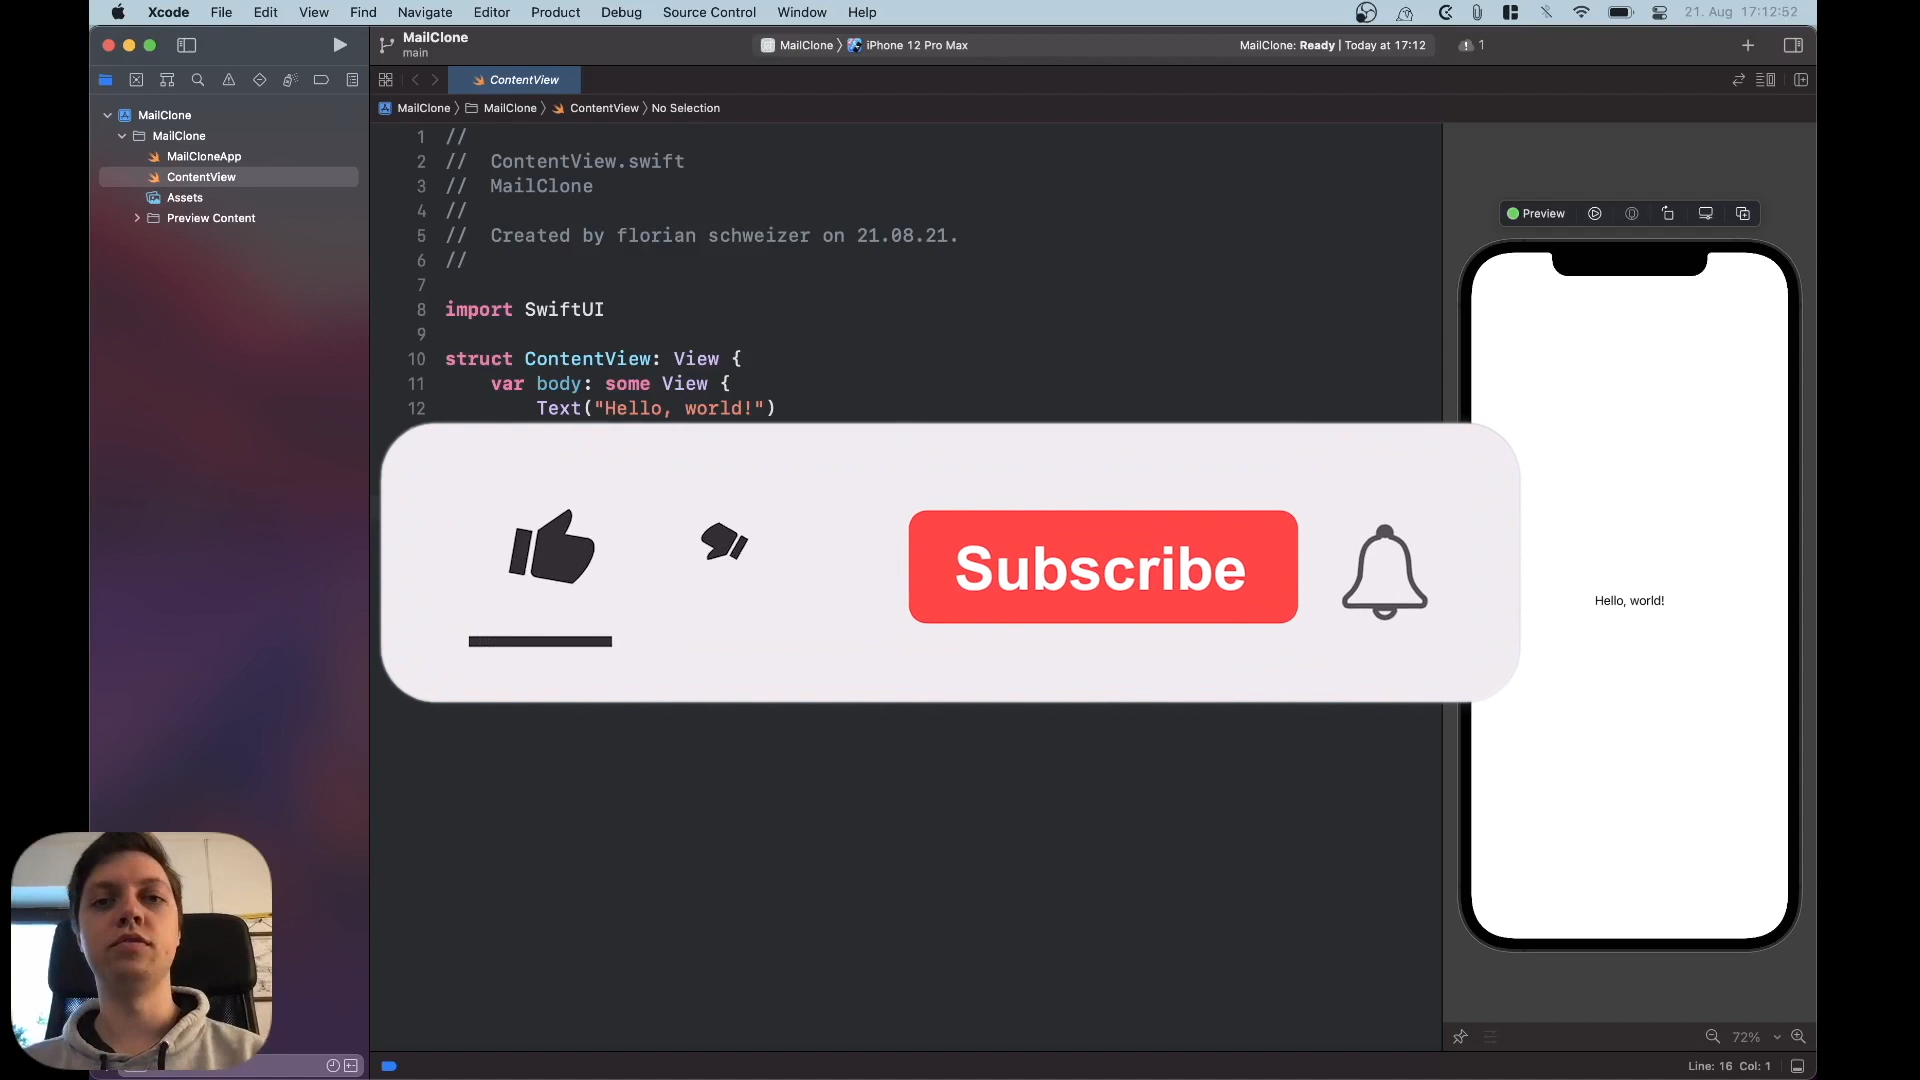 Xcode File Edit View Find Navigate Editor Product Debug Source Control Window Help 21. Aug 17:12:52
MailClone
main
MailClone iPhone 12 Pro Max
MailClone: Ready | Today at 17:12
1
ContentView
MailClone MailClone ContentView No Selection
MailClone
MailClone
MailCloneApp
ContentView
Assets
Preview Content
1 //
2 // ContentView.swift
3 // MailClone
4 //
5 // Created by florian schweizer on 21.08.21.
6 //
7
8 import SwiftUI
9
10 struct ContentView: View {
11 var body: some View {
12 Text("Hello, world!")
Preview
Subscribe
Hello, world!
72%
Line: 16 Col: 1